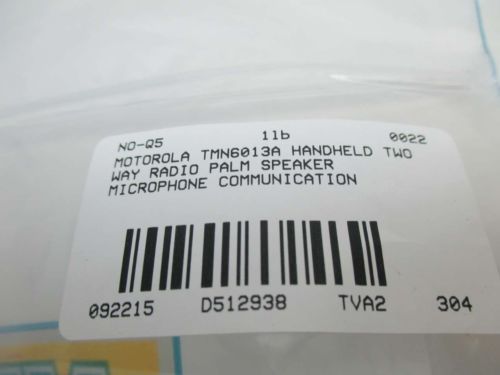 NO-Q5 1lb 0022
MOTOROLA TMN6013A HANDHELD TWO
WAY RADIO PALM SPEAKER
MICROPHONE COMMUNICATION
092215 D512938 TVA2 304